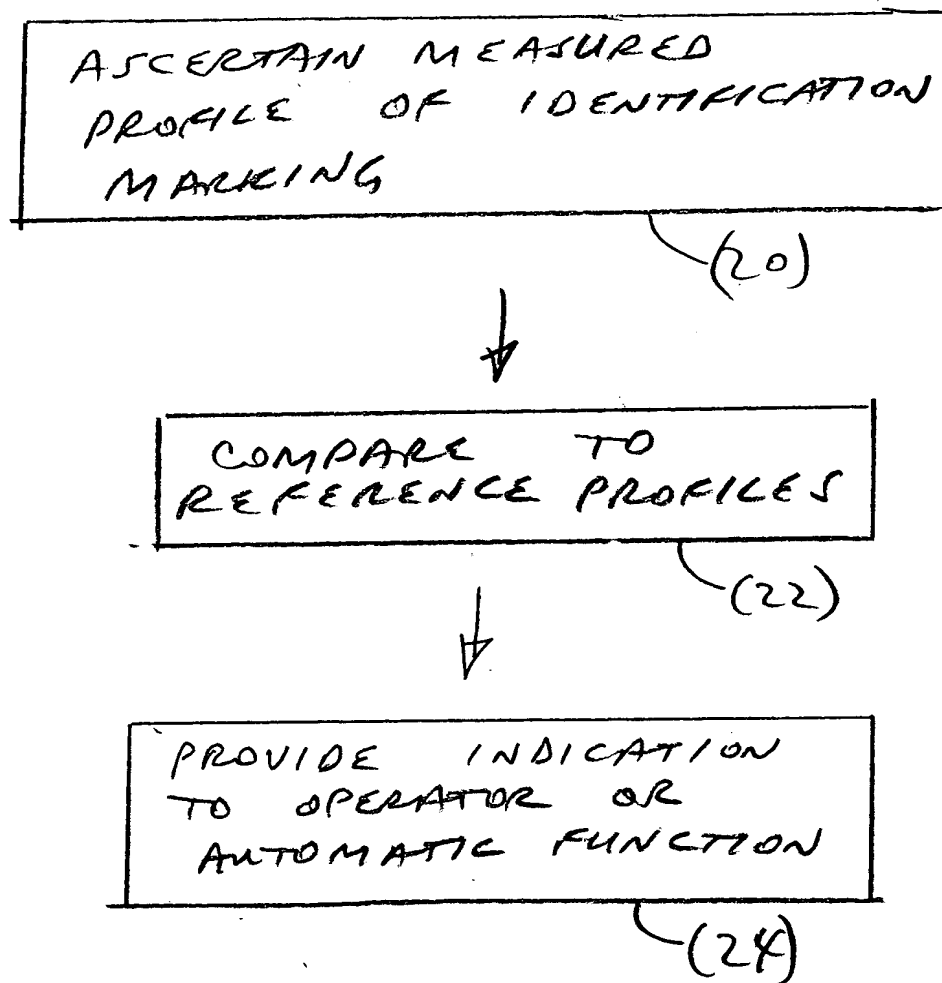 ASCERTAIN MEASURED
PROFILE OF IDENTIFICATION
MARKING
(20)
COMPARE TO
REFERENCE PROFILES
(22)
PROVIDE INDICATION
TO OPERATOR OR
AUTOMATIC FUNCTION
(24)